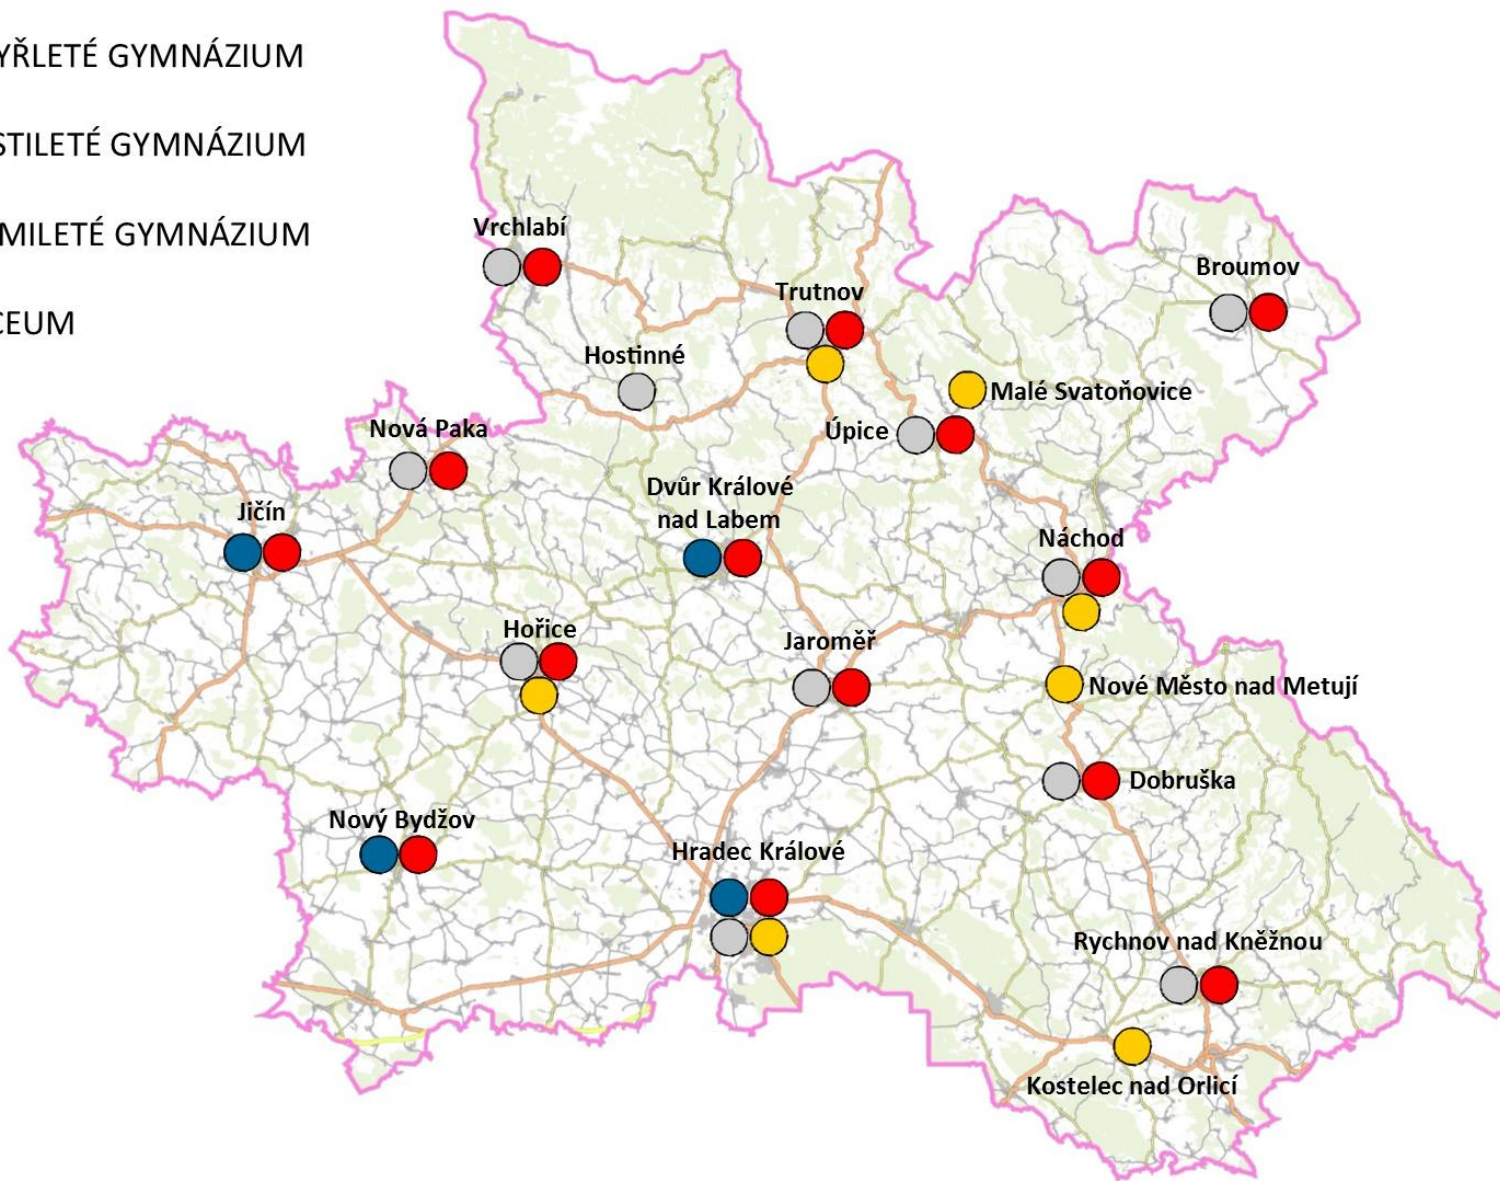 YŘLETÉ GYMNÁZIUM
STILETÉ GYMNÁZIUM
MILETÉ GYMNÁZIUM
CEUM
Vrchlabí
Broumov
Trutnov
Hostinné
Malé Svatoňovice
Úpice
Nová Paka
Dvůr Králové
nad Labem
Jičín
Náchod
Hořice
Jaroměř
Nové Město nad Metují
Dobruška
Nový Bydžov
Hradec Králové
Rychnov nad Kněžnou
Kostelec nad Orlicí